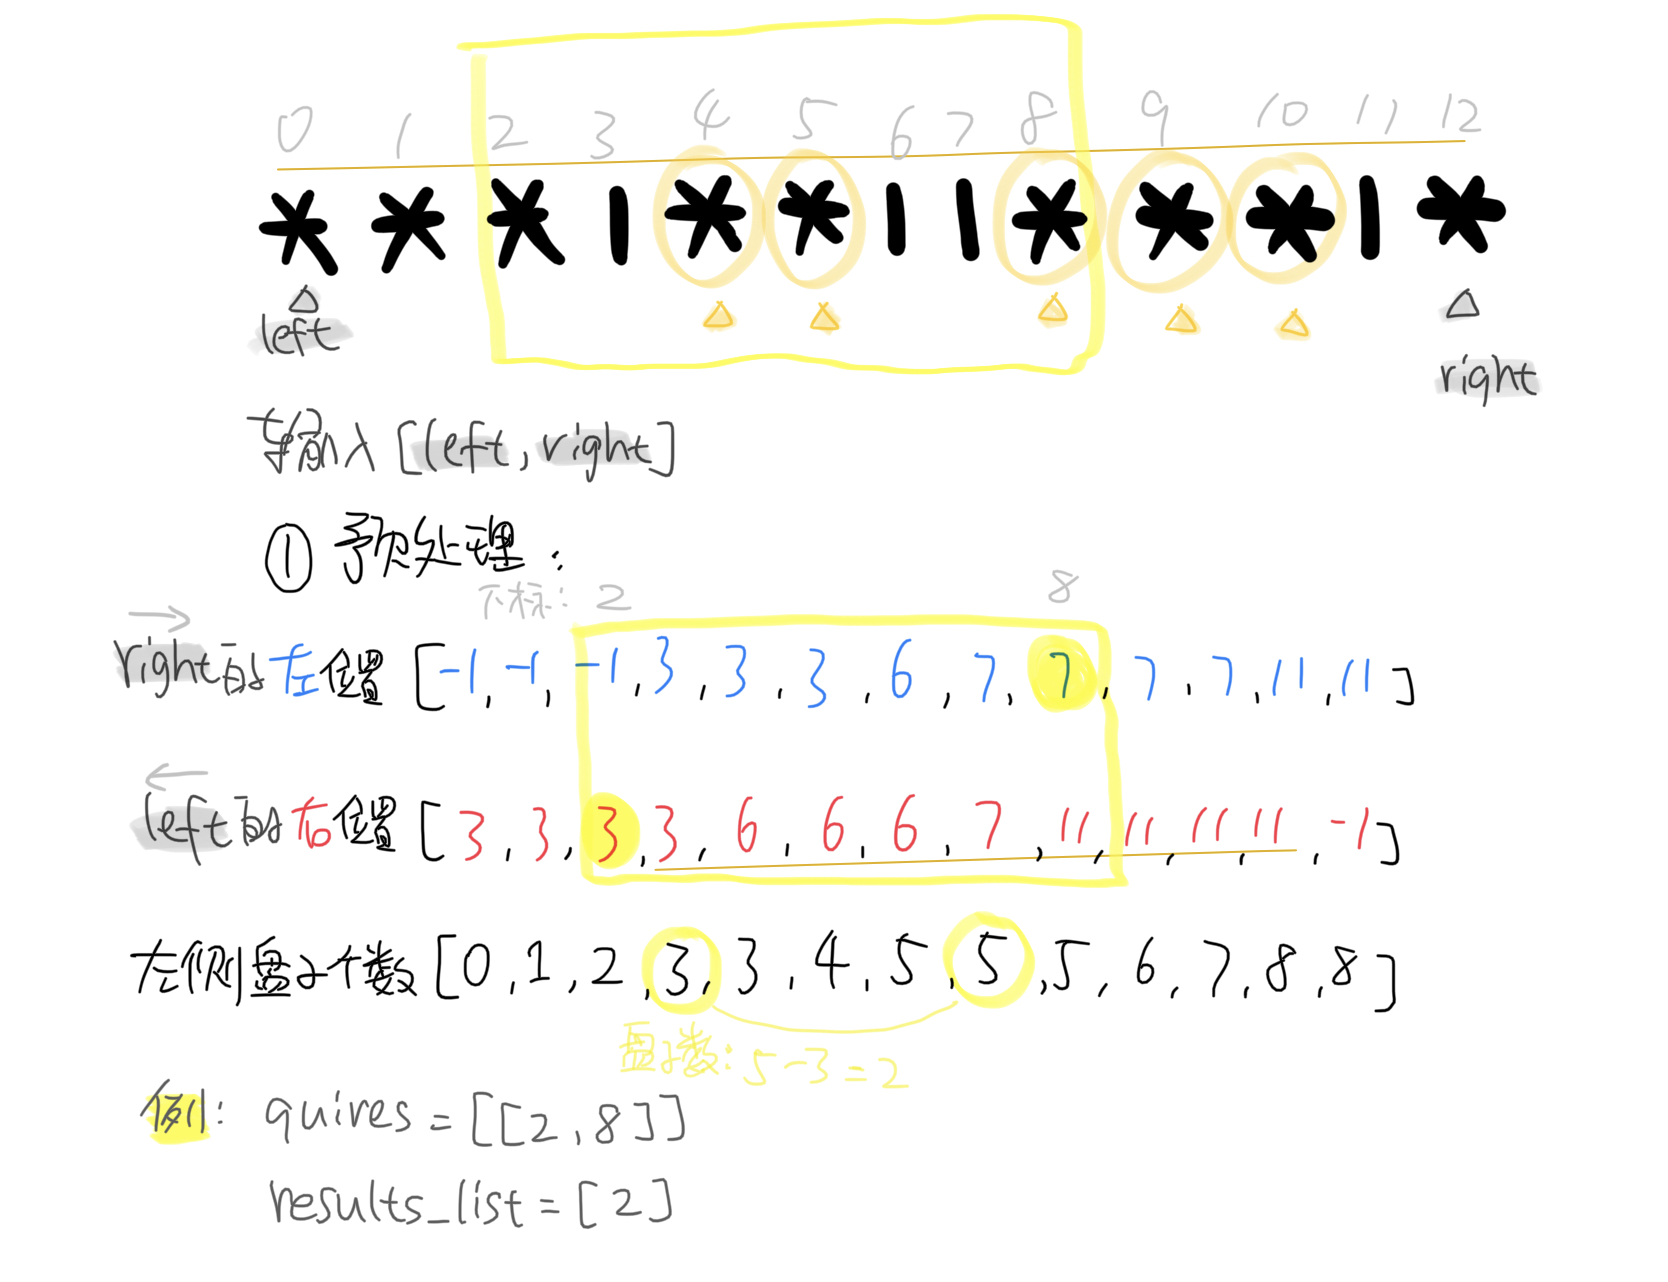 0 1 2 3 4 5 6 7 8 9 10 11 12
* * * | * * | | * * * | *
left
right
输入 [left, right]
① 预处理：
下标： 2 8
right的左位置 [-1, -1, -1, 3, 3, 3, 6, 7, 7, 7, 7, 11, 11]
left的右位置 [3, 3, 3, 3, 6, 6, 6, 7, 11, 11, 11, 11, -1]
左侧盘子个数 [0, 1, 2, 3, 3, 4, 5, 5, 5, 6, 7, 8, 8]
盘子数：5-3=2
例： quires = [[2, 8]]
results_list = [2]